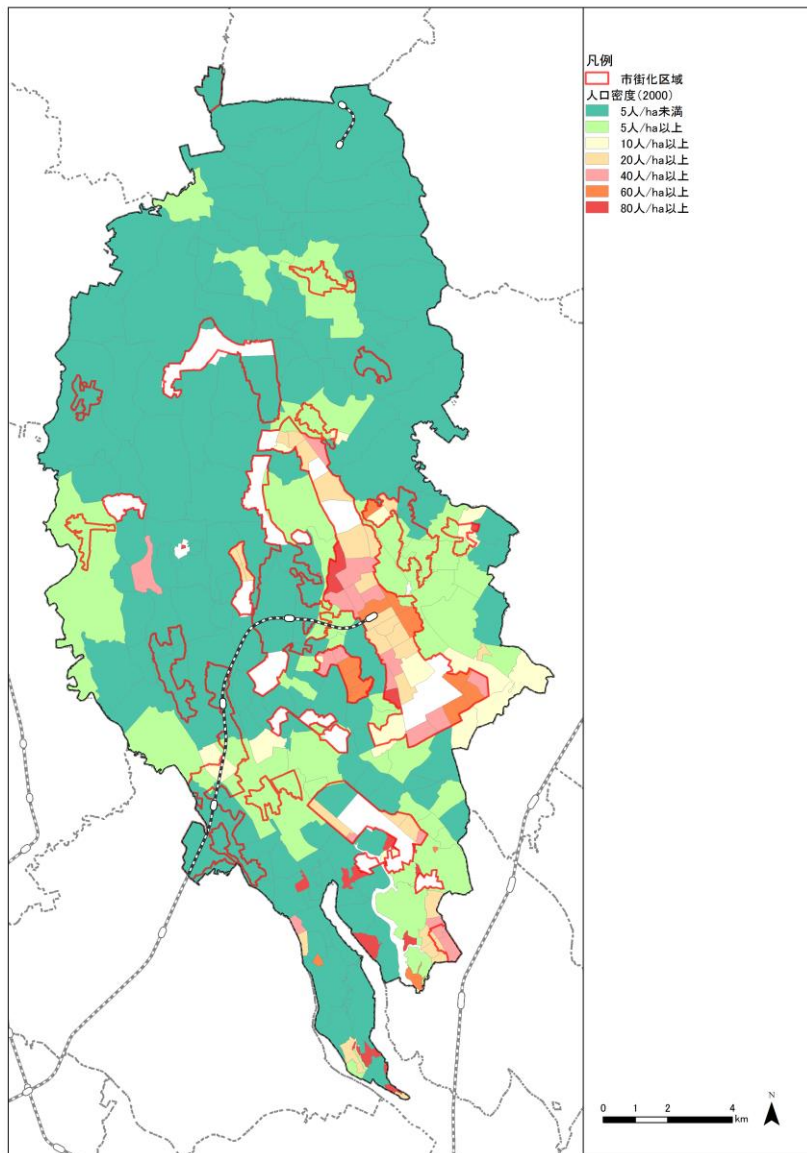 凡例
市街化区域
人口密度(2000)
5人/ha未満
5人/ha以上
10人/ha以上
20人/ha以上
40人/ha以上
60人/ha以上
80人/ha以上
N
0 1 2 4
km